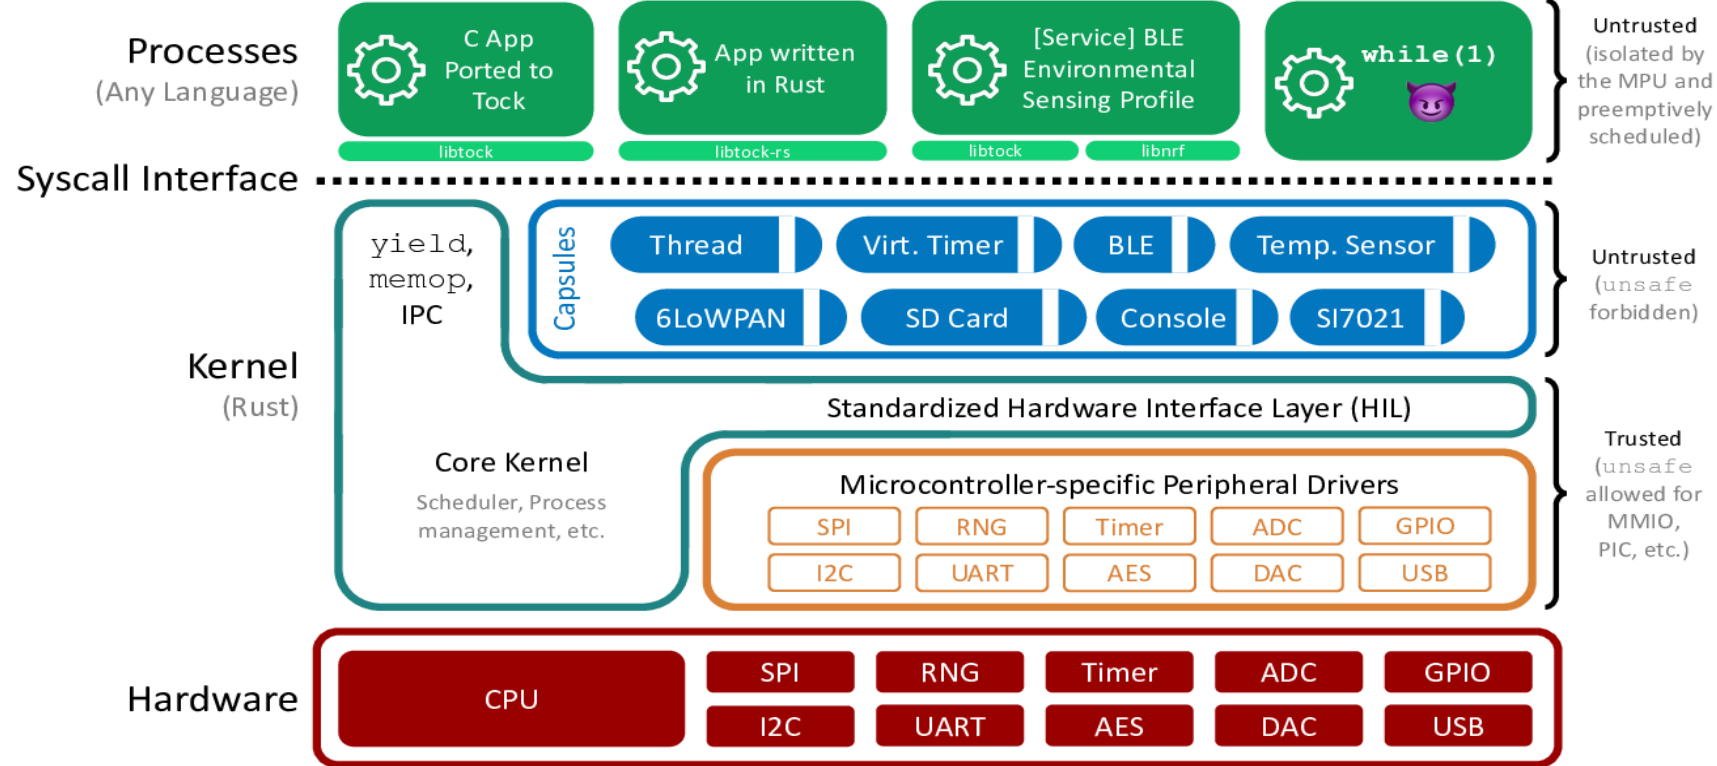 Processes
(Any Language)
C App
Ported to
Tock
libtock
App written
in Rust
libtock-rs
[Service] BLE
Environmental
Sensing Profile
libtock
libnrf
while(1)
Untrusted
(isolated by
the MPU and
preemptively
scheduled)
Syscall Interface
Kernel
(Rust)
yield,
memop,
IPC
Capsules
Thread
Virt. Timer
BLE
Temp. Sensor
6LoWPAN
SD Card
Console
SI7021
Untrusted
(unsafe
forbidden)
Standardized Hardware Interface Layer (HIL)
Core Kernel
Scheduler, Process
management, etc.
Microcontroller-specific Peripheral Drivers
SPI
RNG
Timer
ADC
GPIO
I2C
UART
AES
DAC
USB
Trusted
(unsafe
allowed for
MMIO,
PIC, etc.)
Hardware
CPU
SPI
RNG
Timer
ADC
GPIO
I2C
UART
AES
DAC
USB